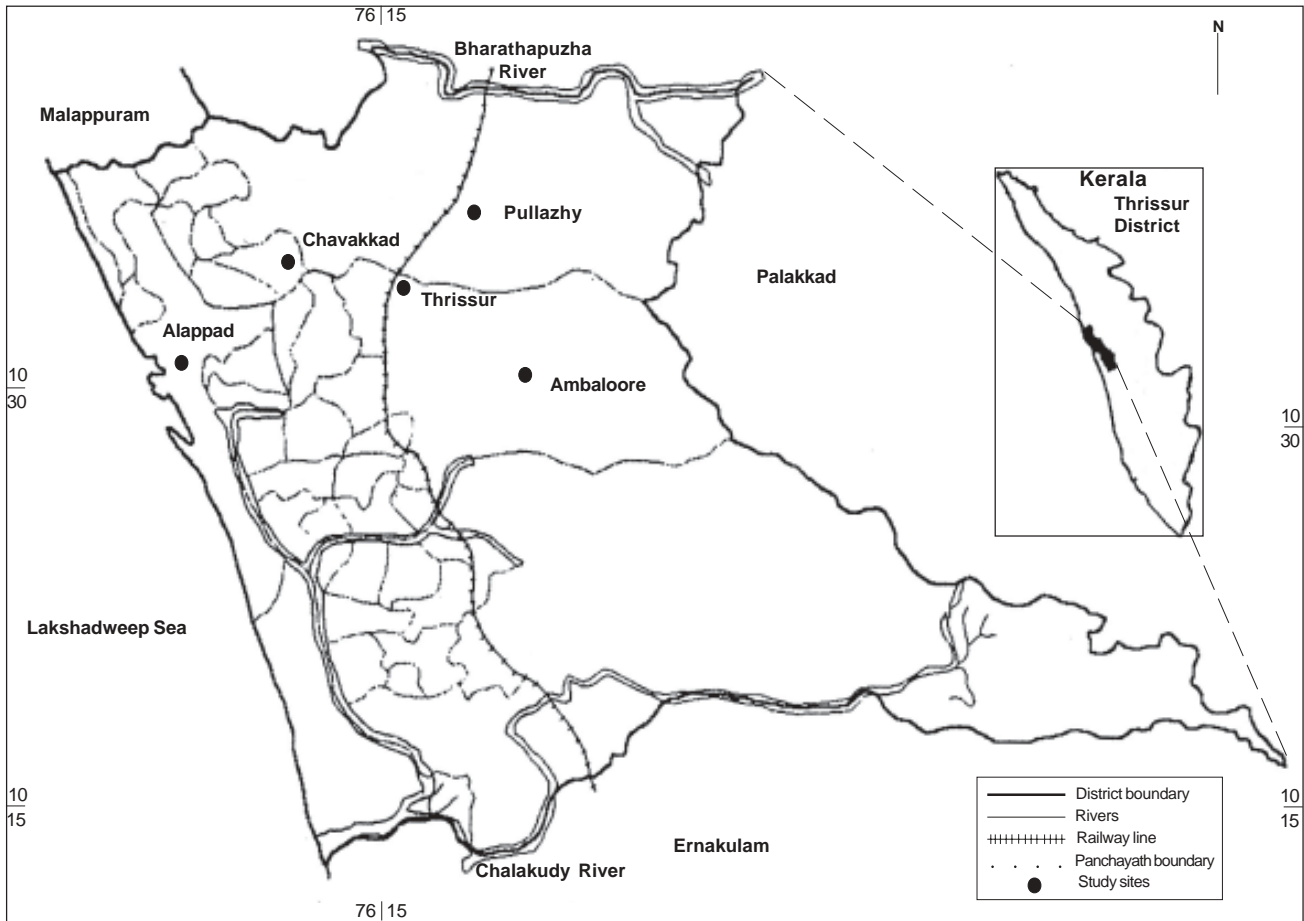 76 15
Bharathapuzha
River
N
Malappuram
Kerala
Thrissur
District
Pullazhy
Chavakkad
Palakkad
Thrissur
Alappad
Ambaloore
10
30
10
30
Lakshadweep Sea
10
15
10
15
District boundary
Rivers
Railway line
Panchayath boundary
Study sites
Ernakulam
Chalakudy River
76 15